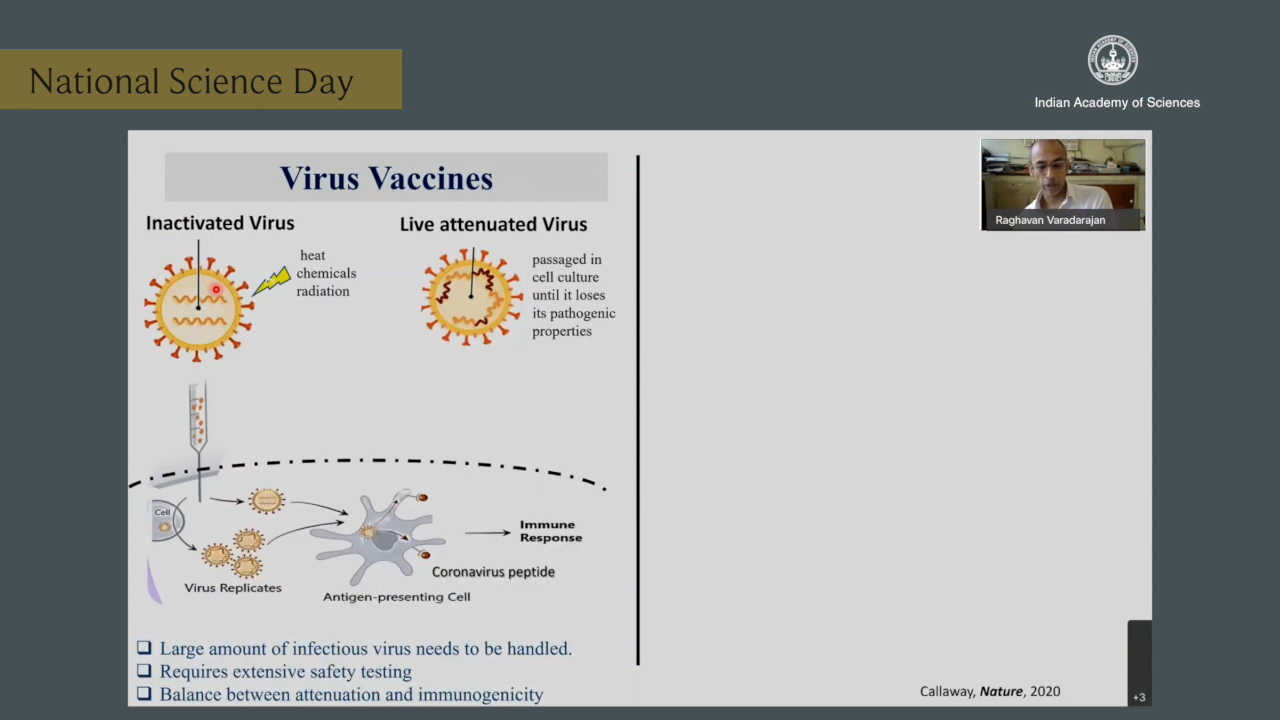 National Science Day
Indian Academy of Sciences
Virus Vaccines
Inactivated Virus
heat
chemicals
radiation
Live attenuated Virus
passaged in
cell culture
until it loses
its pathogenic
properties
Cell
Virus Replicates
Antigen-presenting Cell
Coronavirus peptide
Immune
Response
Large amount of infectious virus needs to be handled.
Requires extensive safety testing
Balance between attenuation and immunogenicity
Raghavan Varadarajan
Callaway, Nature, 2020
+3